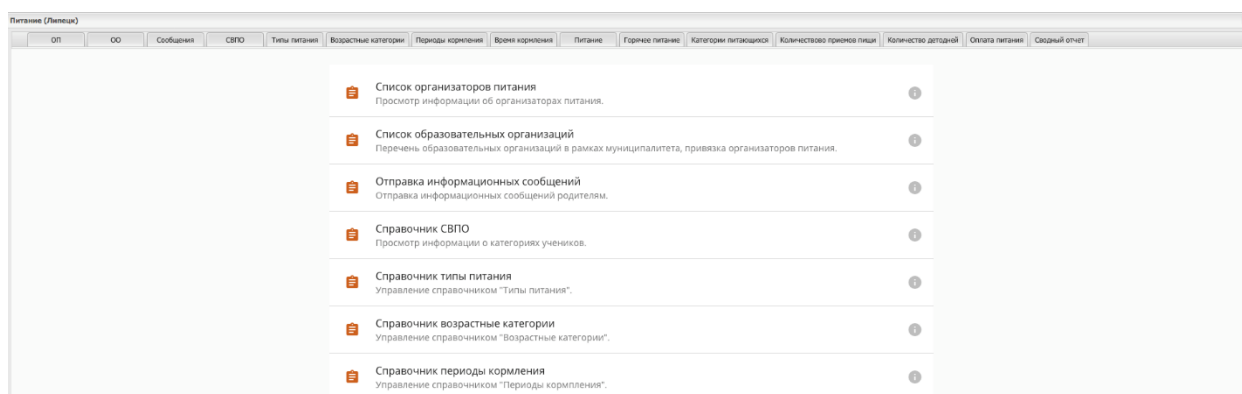 Питание (Липецк)
ОП ОО Сообщения СВПО Типы питания Возрастные категории Периоды кормления Время кормления Питание Горячее питание Категории питающихся Количествово приемов пищи Количество детодней Оплата питания Сводный отчет
Список организаторов питания
Просмотр информации об организаторах питания.
Список образовательных организаций
Перечень образовательных организаций в рамках муниципалитета, привязка организаторов питания.
Отправка информационных сообщений
Отправка информационных сообщений родителям.
Справочник СВПО
Просмотр информации о категориях учеников.
Справочник типы питания
Управление справочником "Типы питания".
Справочник возрастные категории
Управление справочником "Возрастные категории".
Справочник периоды кормления
Управление справочником "Периоды кормпления".